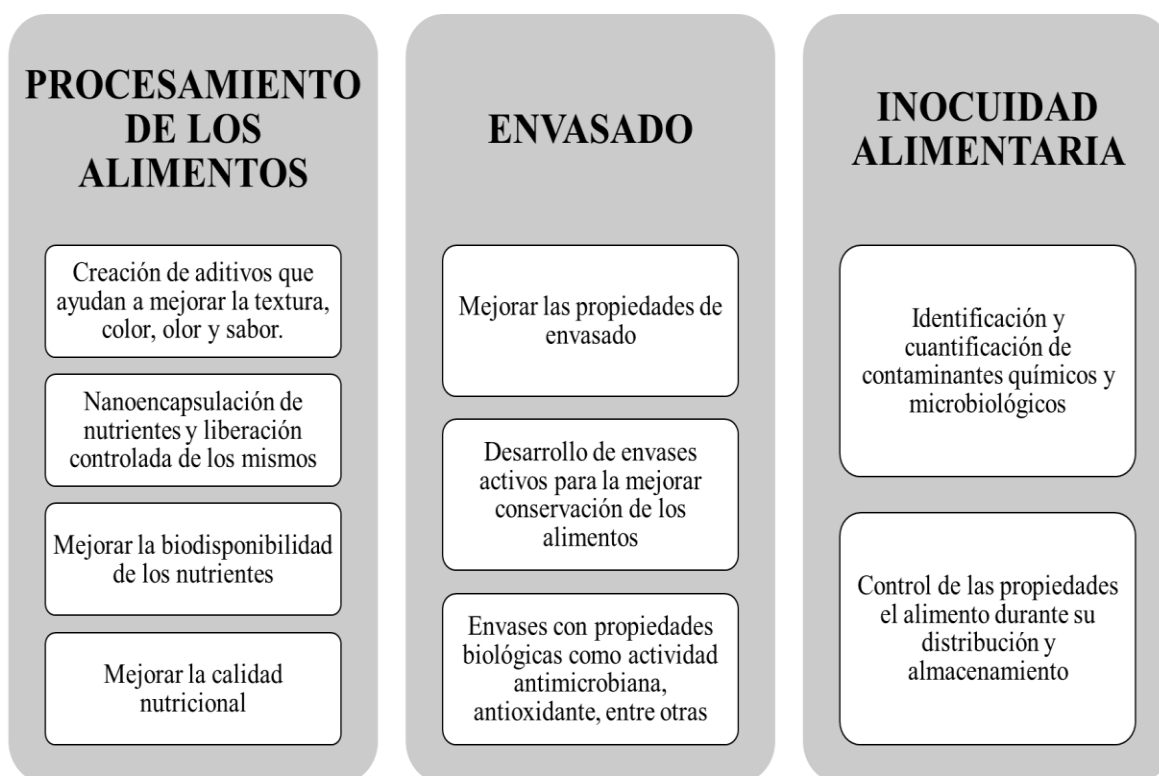 PROCESAMIENTO
DE LOS
ALIMENTOS
Creación de aditivos que
ayudan a mejorar la textura,
color, olor y sabor.
Nanoencapsulación de
nutrientes y liberación
controlada de los mismos
Mejorar la biodisponibilidad
de los nutrientes
Mejorar la calidad
nutricional
ENVASADO
Mejorar las propiedades de
envasado
Desarrollo de envases
activos para la mejorar
conservación de los
alimentos
Envases con propiedades
biológicas como actividad
antimicrobiana,
antioxidante, entre otras
INOCUIDAD
ALIMENTARIA
Identificación y
cuantificación de
contaminantes químicos y
microbiológicos
Control de las propiedades
el alimento durante su
distribución y
almacenamiento